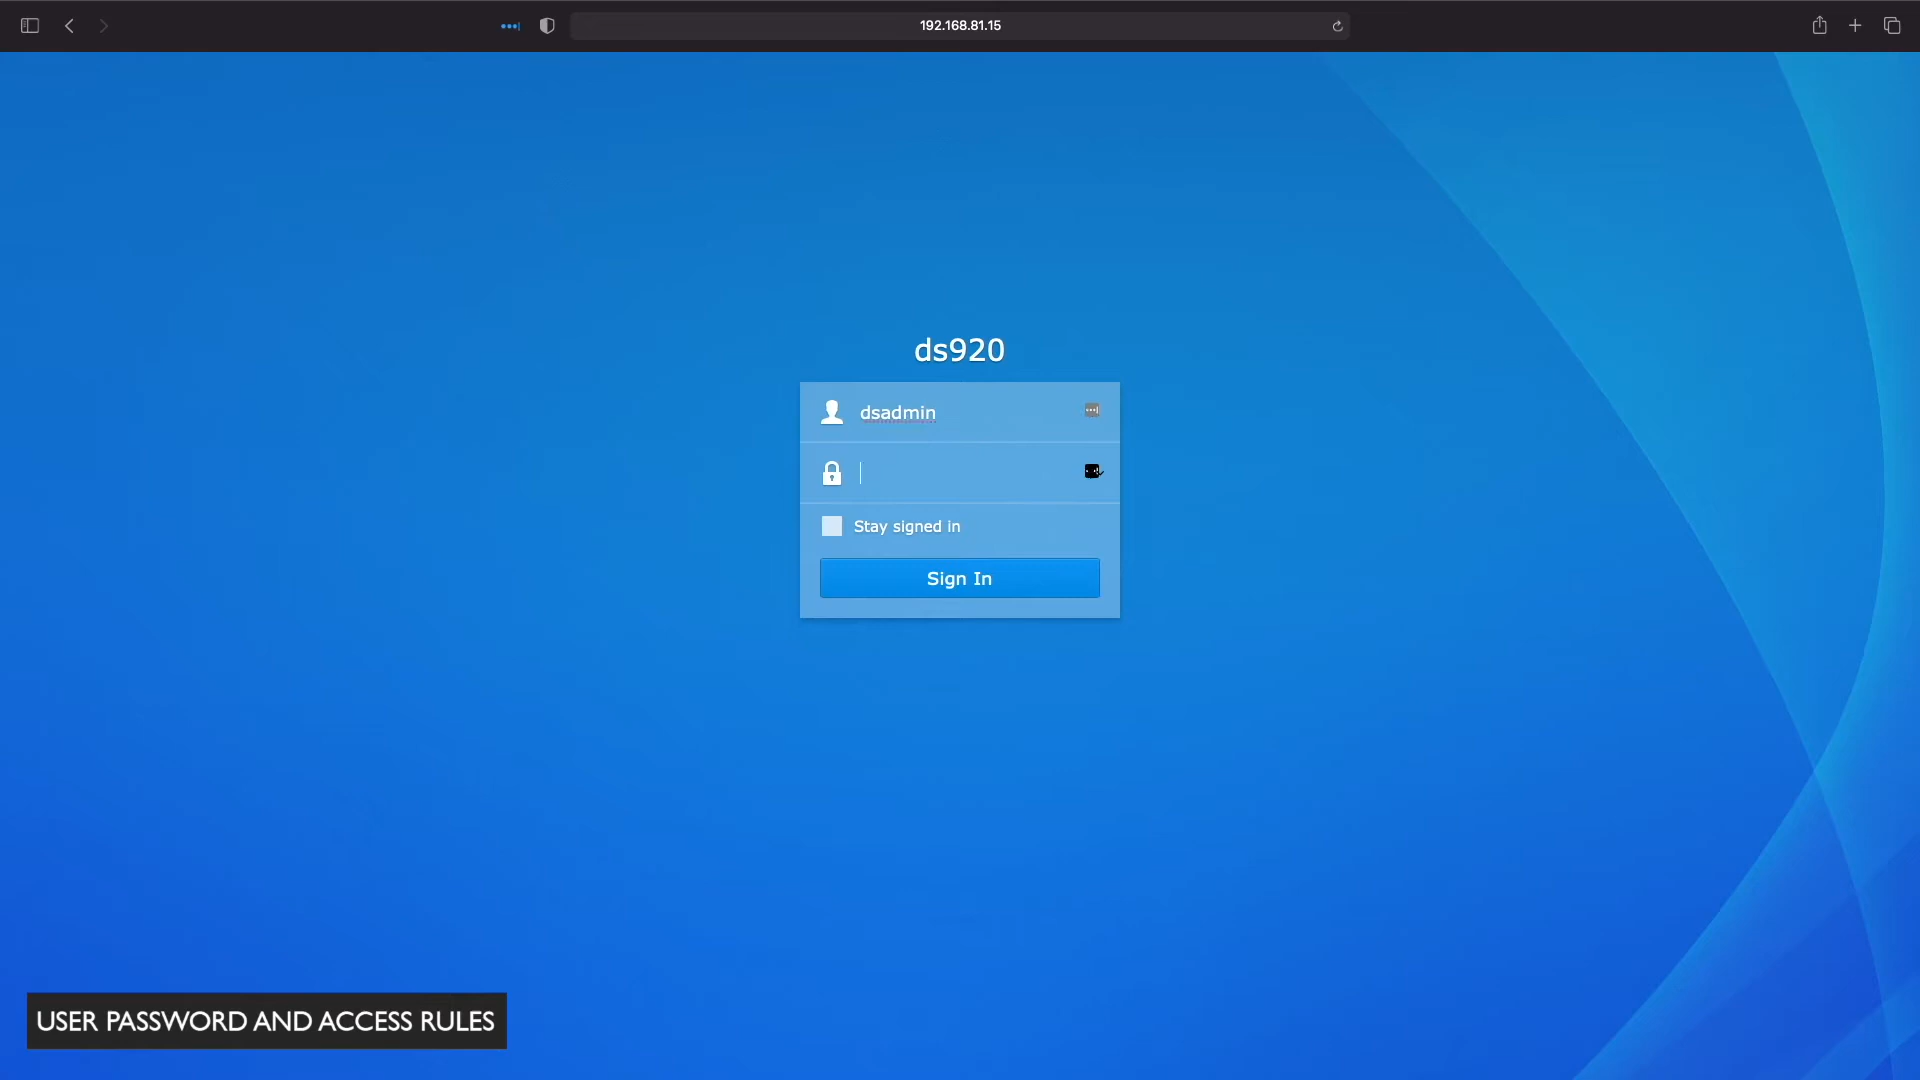 192.168.81.15
ds920
dsadmin
Stay signed in
Sign In
USER PASSWORD AND ACCESS RULES